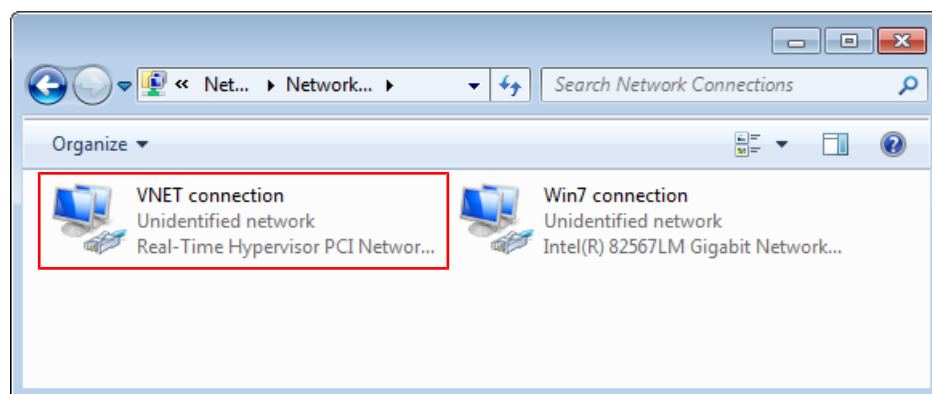 « Net... Network...
Search Network Connections
Organize
VNET connection
Unidentified network
Real-Time Hypervisor PCI Networ...
Win7 connection
Unidentified network
Intel(R) 82567LM Gigabit Network...